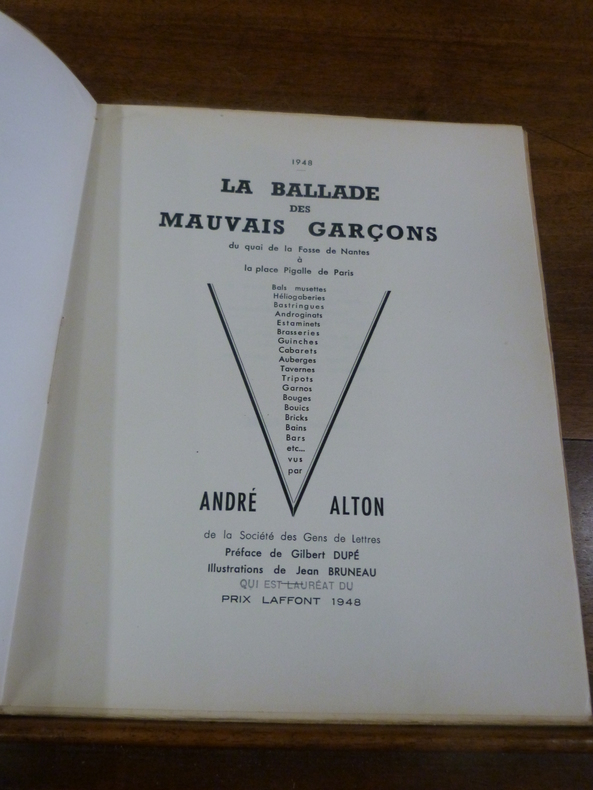 1948
LA BALLADE
DES
MAUVAIS GARÇONS
du quai de la Fosse de Nantes
à
la place Pigalle de Paris
Bals musettes
Héliogaberies
Bastringues
Androginats
Estaminets
Brasseries
Guinches
Cabarets
Auberges
Tavernes
Tripots
Garnos
Bouges
Bouics
Bricks
Bains
Bars
etc...
vus
par
ANDRÉ ALTON
de la Société des Gens de Lettres
Préface de Gilbert DUPÉ
Illustrations de Jean BRUNEAU
QUI EST LAURÉAT DU
PRIX LAFFONT 1948